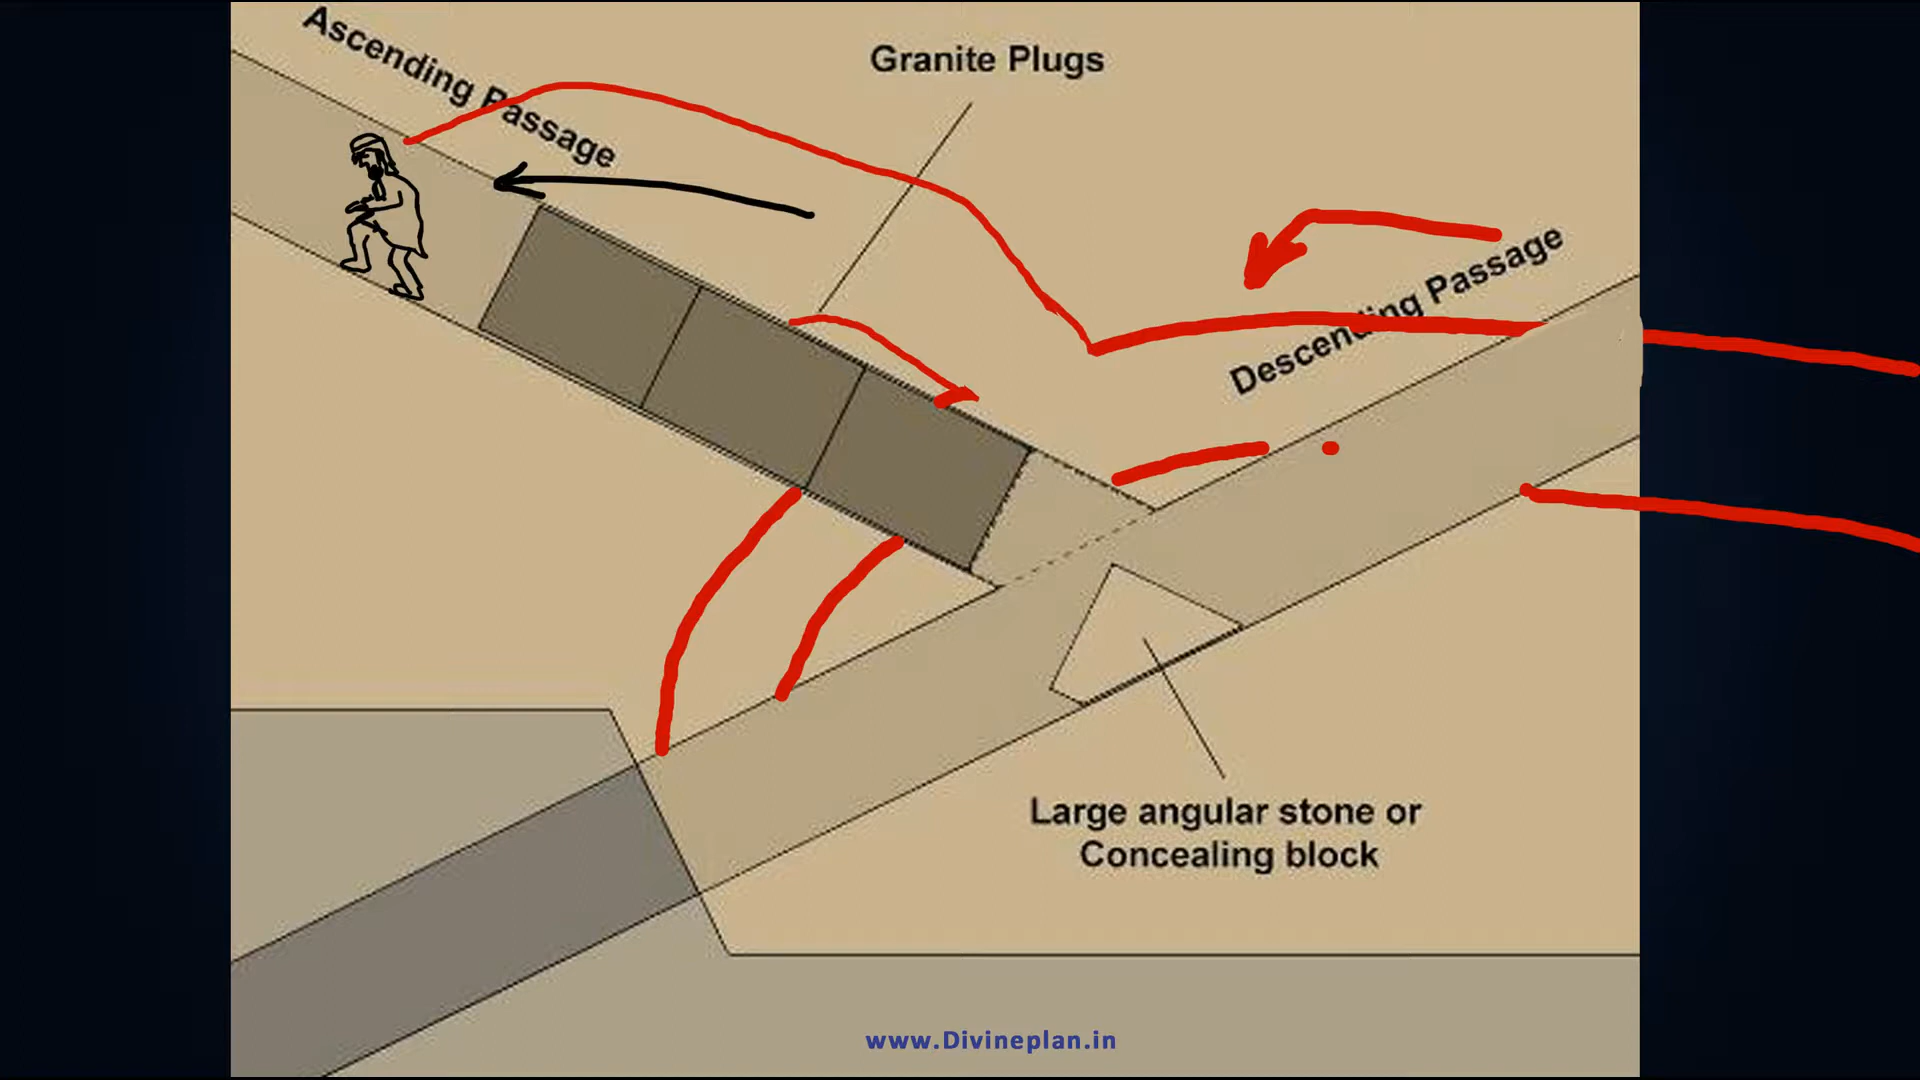 Ascending Passage
Granite Plugs
Descending Passage
Large angular stone or
Concealing block
www.Divineplan.in